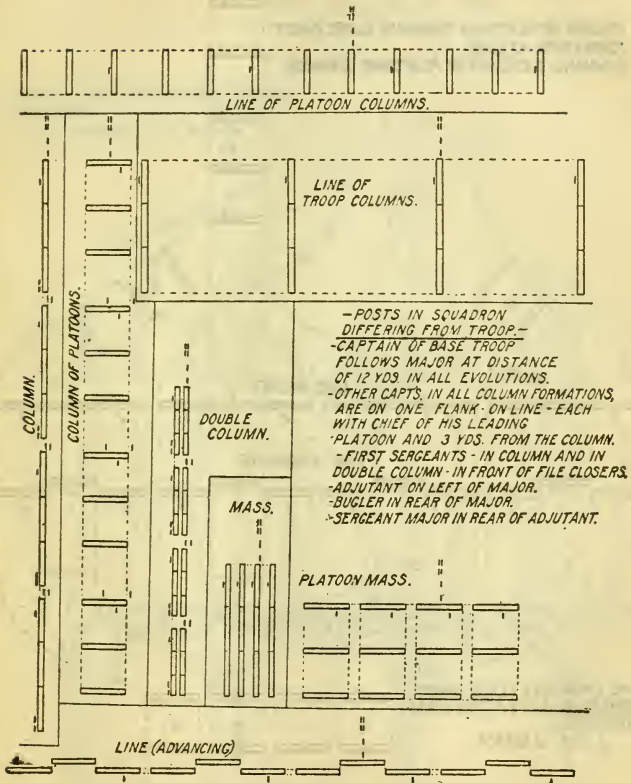 LINE OF PLATOON COLUMNS.
LINE OF
TROOP COLUMNS.
COLUMN.
COLUMN OF PLATOONS.
-POSTS IN SQUADRON
DIFFERING FROM TROOP.-
-CAPTAIN OF BASE TROOP
FOLLOWS MAJOR AT DISTANCE
OF 12 YDS. IN ALL EVOLUTIONS.
-OTHER CAPTS, IN ALL COLUMN FORMATIONS,
ARE ON ONE FLANK - ON LINE - EACH
WITH CHIEF OF HIS LEADING
-PLATOON AND 3 YDS. FROM THE COLUMN.
-FIRST SERGEANTS - IN COLUMN AND IN
DOUBLE COLUMN - IN FRONT OF FILE CLOSERS.
-ADJUTANT ON LEFT OF MAJOR.
-BUGLER IN REAR OF MAJOR.
-SERGEANT MAJOR IN REAR OF ADJUTANT.
DOUBLE
COLUMN.
MASS.
PLATOON MASS.
LINE (ADVANCING)